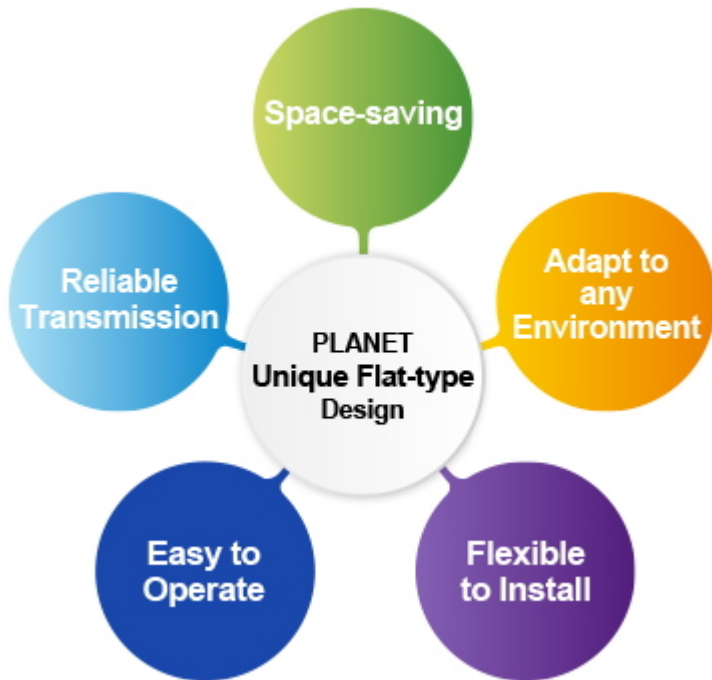 Space-saving
Adapt to
any
Environment
Reliable
Transmission
PLANET
Unique Flat-type
Design
Easy to
Operate
Flexible
to Install